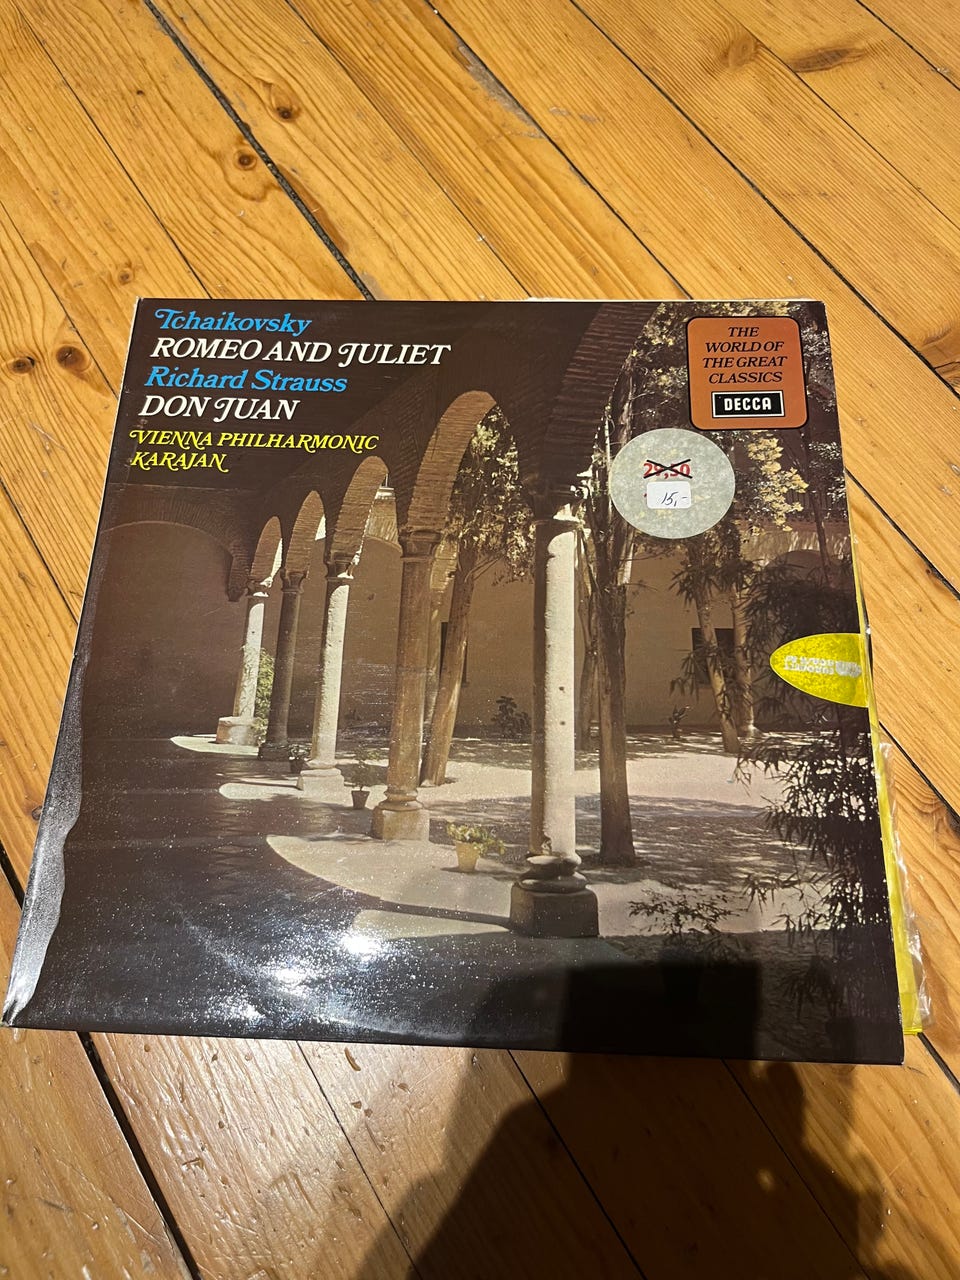 Tchaikovsky
ROMEO AND JULIET
Richard Strauss
DON JUAN
VIENNA PHILHARMONIC
KARAJAN
THE
WORLD OF
THE GREAT
CLASSICS
DECCA
29,50
15,-